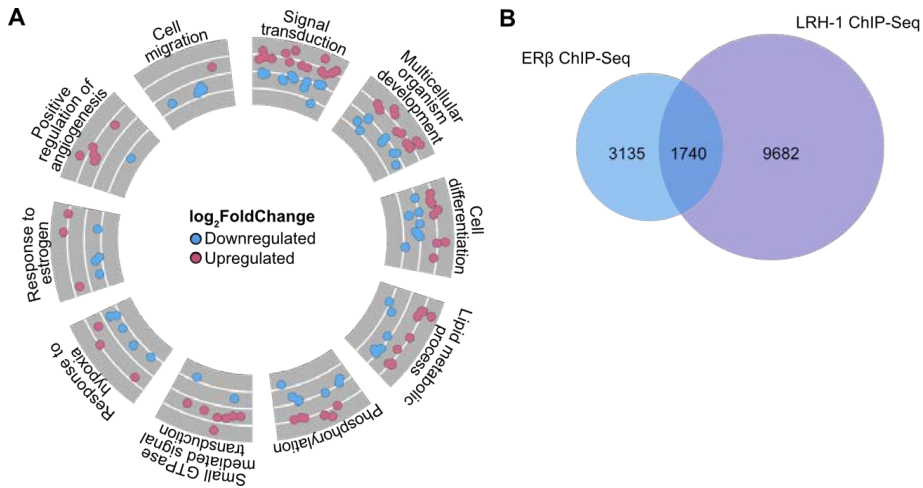 A
Cell
migration
Signal
transduction
Multicellular
organism
development
Cell
differentiation
Lipid metabolic
process
Phosphorylation
Small GTPase
mediated signal
transduction
Response to
hypoxia
Response to
estrogen
Positive
regulation of
angiogenesis
log₂FoldChange
Downregulated
Upregulated
B
LRH-1 ChIP-Seq
ERβ ChIP-Seq
3135
1740
9682